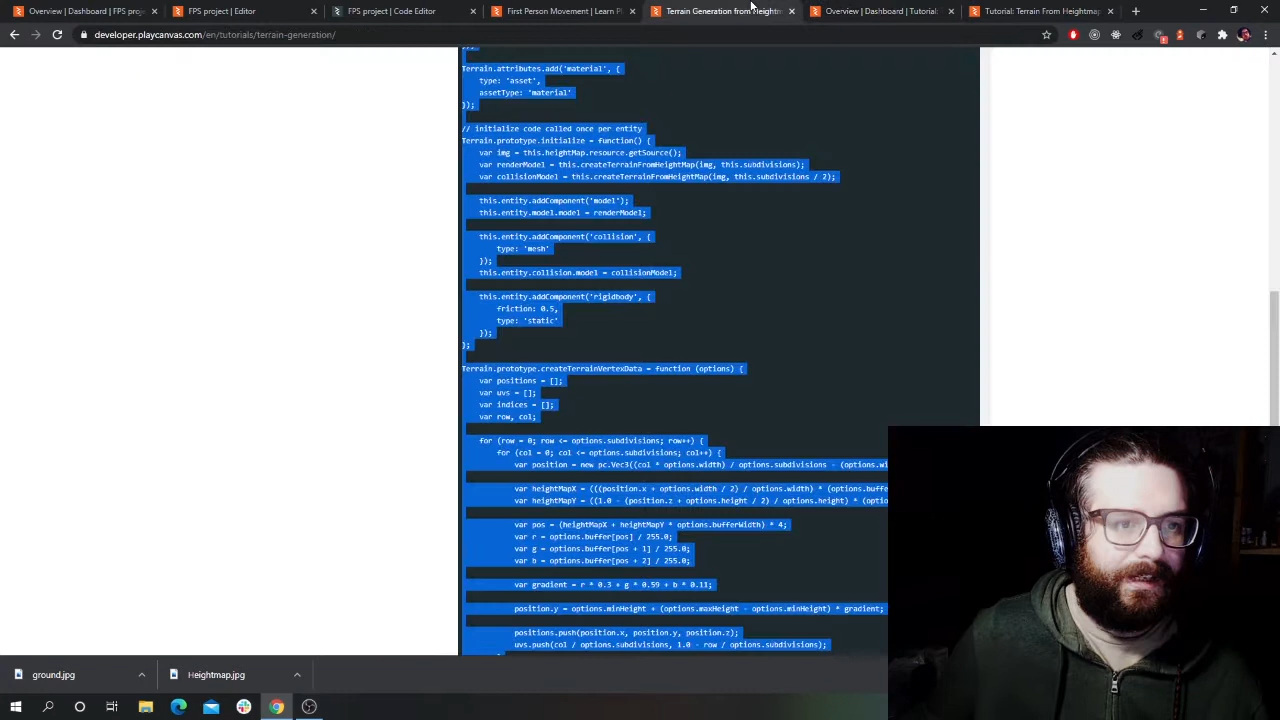 Overview | Dashboard | FPS proje
FPS project | Editor
FPS project | Code Editor
First Person Movement | Learn Pl
Terrain Generation from Heightm
Overview | Dashboard | Tutorial:
Tutorial: Terrain From Heightmap
developer.playcanvas.com/en/tutorials/terrain-generation/
});
Terrain.attributes.add('material', {
type: 'asset',
assetType: 'material'
});
// initialize code called once per entity
Terrain.prototype.initialize = function() {
var img = this.heightMap.resource.getSource();
var renderModel = this.createTerrainFromHeightMap(img, this.subdivisions);
var collisionModel = this.createTerrainFromHeightMap(img, this.subdivisions / 2);
this.entity.addComponent('model');
this.entity.model.model = renderModel;
this.entity.addComponent('collision', {
type: 'mesh'
});
this.entity.collision.model = collisionModel;
this.entity.addComponent('rigidbody', {
friction: 0.5,
type: 'static'
});
};
Terrain.prototype.createTerrainVertexData = function (options) {
var positions = [];
var uvs = [];
var indices = [];
var row, col;
for (row = 0; row <= options.subdivisions; row++) {
for (col = 0; col <= options.subdivisions; col++) {
var position = new pc.Vec3((col * options.width) / options.subdivisions - (options.wi
var heightMapX = (((position.x + options.width / 2) / options.width) * (options.buffe
var heightMapY = ((1.0 - (position.z + options.height / 2) / options.height) * (optio
var pos = (heightMapX + heightMapY * options.bufferWidth) * 4;
var r = options.buffer[pos] / 255.0;
var g = options.buffer[pos + 1] / 255.0;
var b = options.buffer[pos + 2] / 255.0;
var gradient = r * 0.3 + g * 0.59 + b * 0.11;
position.y = options.minHeight + (options.maxHeight - options.minHeight) * gradient;
positions.push(position.x, position.y, position.z);
uvs.push(col / options.subdivisions, 1.0 - row / options.subdivisions);
ground.jpg
Heightmap.jpg